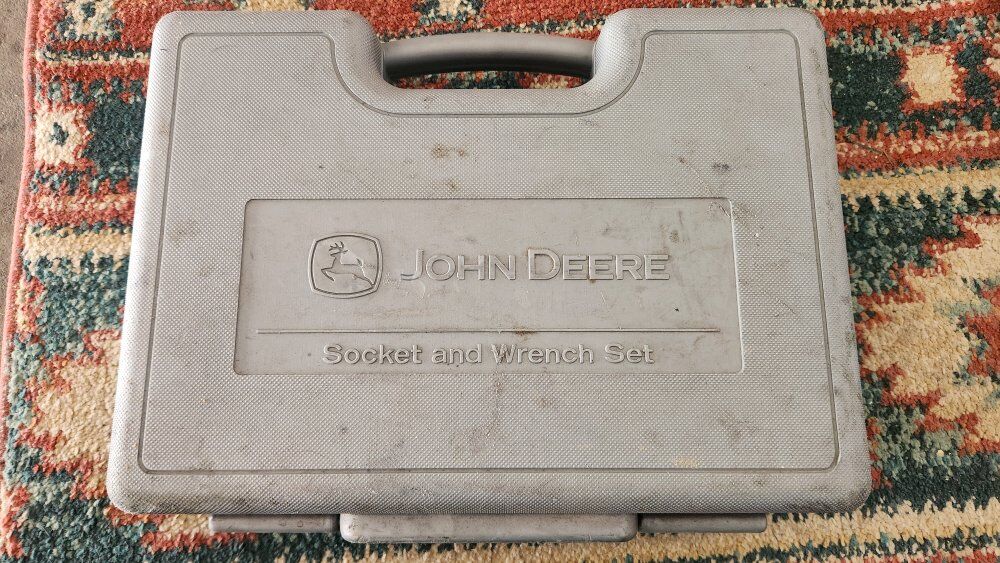 JOHN DEERE
Socket and Wrench Set